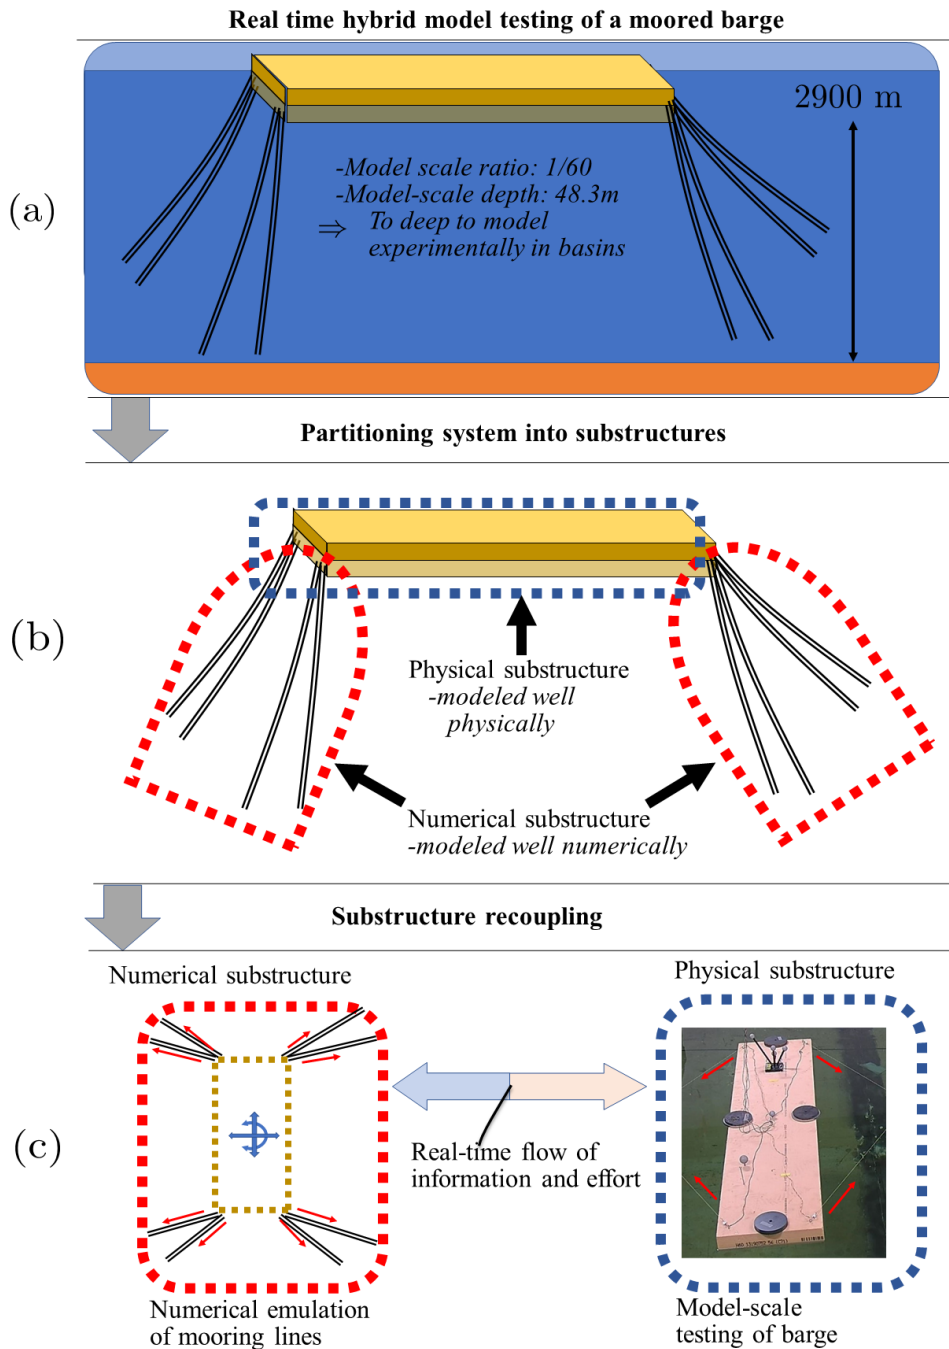 Real time hybrid model testing of a moored barge
2900 m
-Model scale ratio: 1/60
-Model-scale depth: 48.3m
⇒ To deep to model
experimentally in basins
(a)
Partitioning system into substructures
(b)
Physical substructure
-modeled well
physically
Numerical substructure
-modeled well numerically
Substructure recoupling
Numerical substructure
Physical substructure
(c)
Real-time flow of
information and effort
Numerical emulation
of mooring lines
Model-scale
testing of barge